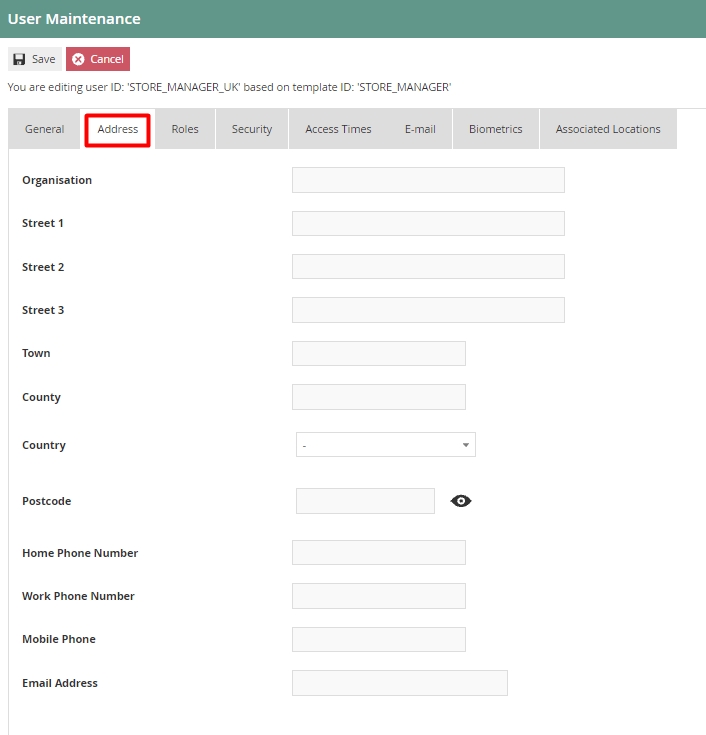 User Maintenance
Save Cancel
You are editing user ID: 'STORE_MANAGER_UK' based on template ID: 'STORE_MANAGER'
General Address Roles Security Access Times E-mail Biometrics Associated Locations
Organisation
Street 1
Street 2
Street 3
Town
County
Country -
Postcode
Home Phone Number
Work Phone Number
Mobile Phone
Email Address